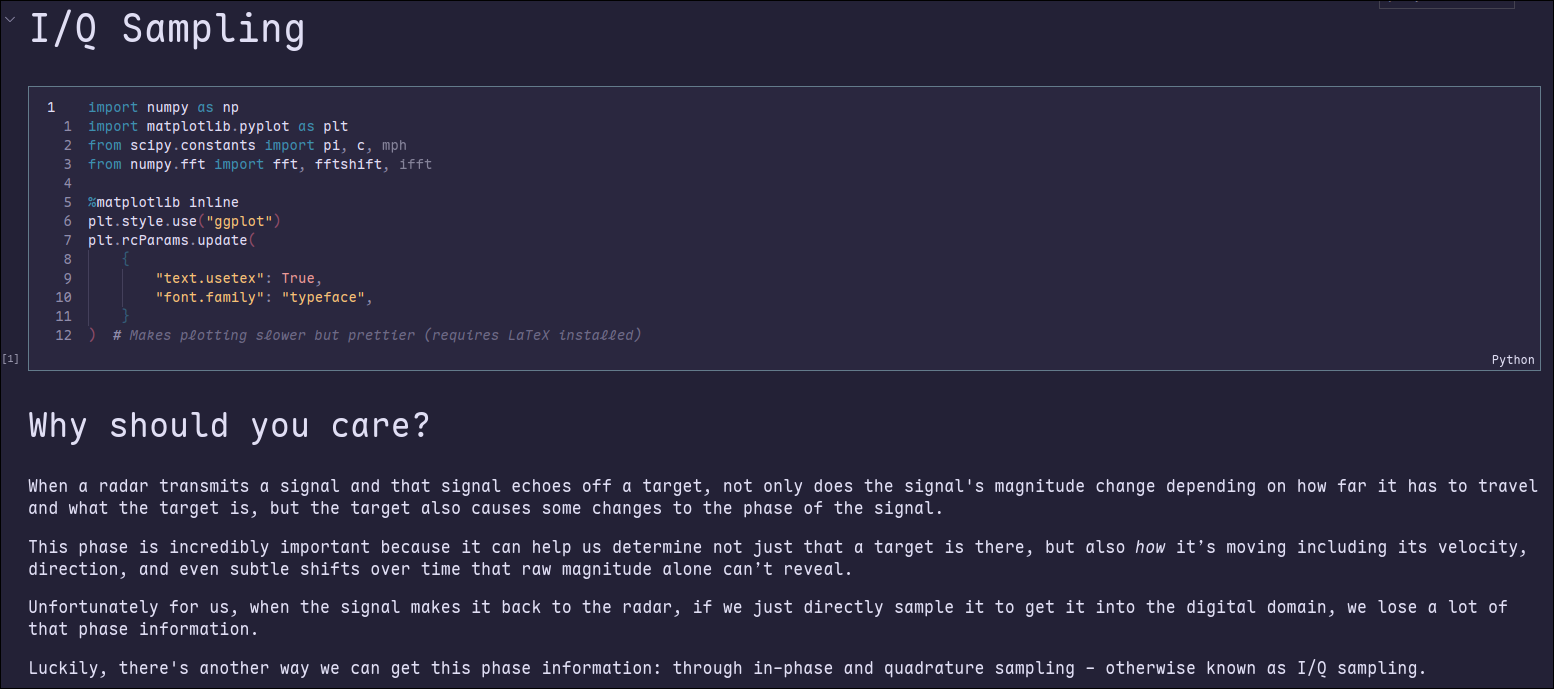 I/Q Sampling
1 import numpy as np
1 import matplotlib.pyplot as plt
2 from scipy.constants import pi, c, mph
3 from numpy.fft import fft, fftshift, ifft
4
5 %matplotlib inline
6 plt.style.use("ggplot")
7 plt.rcParams.update(
8 {
9 "text.usetex": True,
10 "font.family": "typeface",
11 }
12 ) # Makes plotting slower but prettier (requires LaTeX installed)
[1]
Python
Why should you care?
When a radar transmits a signal and that signal echoes off a target, not only does the signal's magnitude change depending on how far it has to travel
and what the target is, but the target also causes some changes to the phase of the signal.
This phase is incredibly important because it can help us determine not just that a target is there, but also how it’s moving including its velocity,
direction, and even subtle shifts over time that raw magnitude alone can’t reveal.
Unfortunately for us, when the signal makes it back to the radar, if we just directly sample it to get it into the digital domain, we lose a lot of
that phase information.
Luckily, there's another way we can get this phase information: through in-phase and quadrature sampling - otherwise known as I/Q sampling.